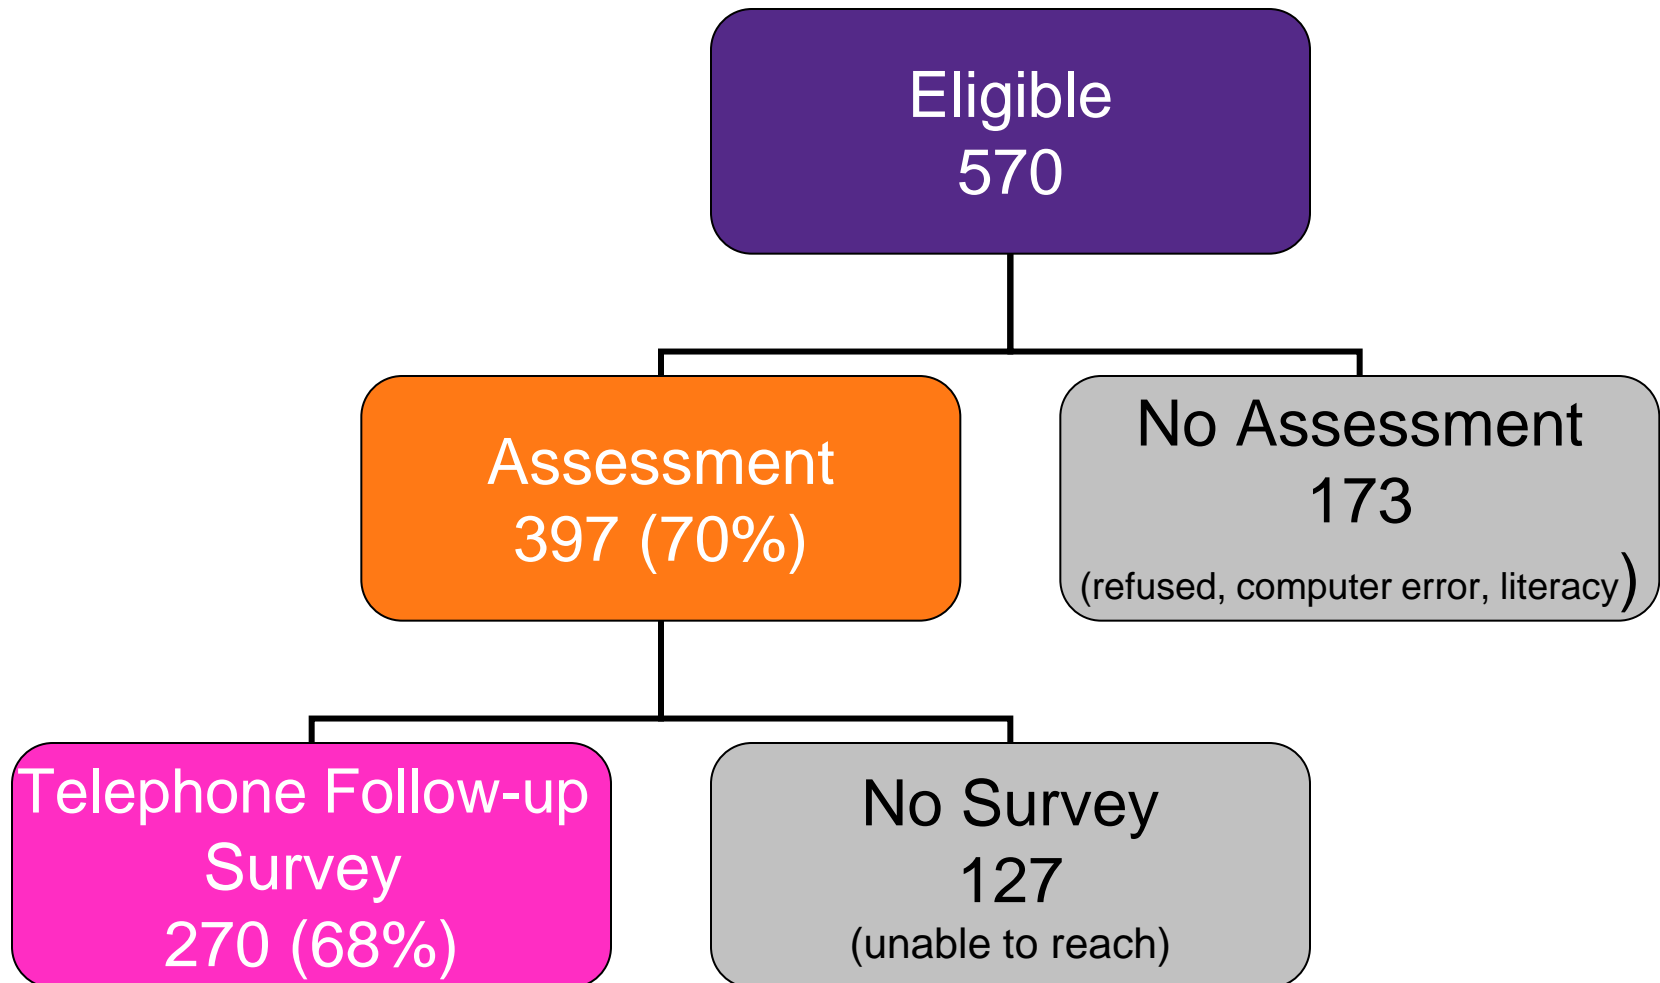 Eligible
570
Assessment
397 (70%)
No Assessment
173
(refused, computer error, literacy)
Telephone Follow-up
Survey
270 (68%)
No Survey
127
(unable to reach)